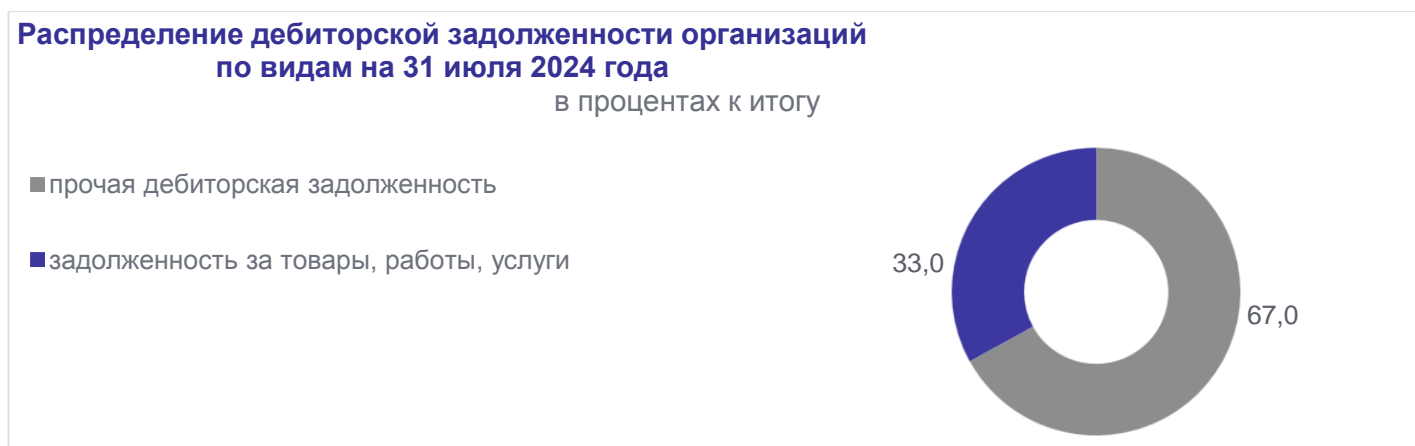 Распределение дебиторской задолженности организаций
по видам на 31 июля 2024 года
в процентах к итогу
прочая дебиторская задолженность
задолженность за товары, работы, услуги
33,0
67,0